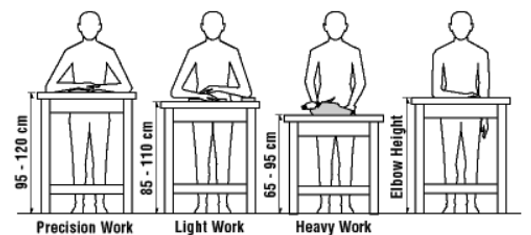 95 - 120 cm
85 - 110 cm
65 - 95 cm
Elbow Height
Precision Work
Light Work
Heavy Work